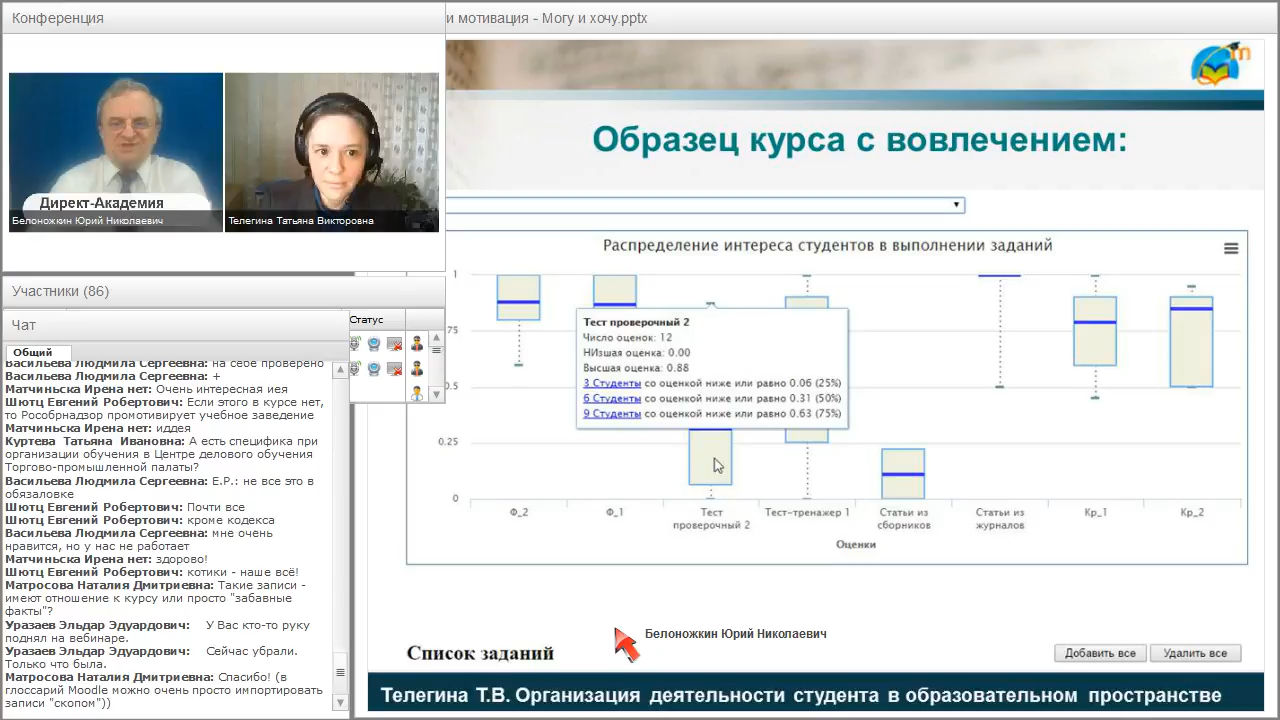 Конференция
и мотивация - Могу и хочу.pptx
Директ-Академия
Белоножкин Юрий Николаевич
Телегина Татьяна Викторовна
Участники (86)
Статус
Чат
Общий
Васильева Людмила Сергеевна: на себе проверено
Васильева Людмила Сергеевна: +
Матчиньска Ирена нет: Очень интересная иея
Шютц Евгений Робертович: Если этого в курсе нет,
то Рособрнадзор промотивирует учебное заведение
Матчиньска Ирена нет: иддея
Куртева Татьяна Ивановна: А есть специфика при
организации обучения в Центре делового обучения
Торгово-промышленной палаты?
Васильева Людмила Сергеевна: Е.Р.: не все это в
обязаловке
Шютц Евгений Робертович: Почти все
Шютц Евгений Робертович: кроме кодекса
Васильева Людмила Сергеевна: мне очень
нравится, но у нас не работает
Матчиньска Ирена нет: здорово!
Шютц Евгений Робертович: котики - наше всё!
Матросова Наталия Дмитриевна: Такие записи -
имеют отношение к курсу или просто "забавные
факты"?
Уразаев Эльдар Эдуардович: У Вас кто-то руку
поднял на вебинаре.
Уразаев Эльдар Эдуардович: Сейчас убрали.
Только что была.
Матросова Наталия Дмитриевна: Спасибо! (в
глоссарий Moodle можно очень просто импортировать
записи "скопом"))
Образец курса с вовлечением:
Распределение интереса студентов в выполнении заданий
1
75
0.5
0.25
0
Тест проверочный 2
Число оценок: 12
НИзшая оценка: 0.00
Высшая оценка: 0.88
3 Студенты со оценкой ниже или равно 0.06 (25%)
6 Студенты со оценкой ниже или равно 0.31 (50%)
9 Студенты со оценкой ниже или равно 0.63 (75%)
Ф_2
Ф_1
Тест
проверочный 2
Тест-тренажер 1
Статьи из
сборников
Статьи из
журналов
Кр_1
Кр_2
Оценки
Белоножкин Юрий Николаевич
Список заданий
Добавить все
Удалить все
Телегина Т.В. Организация деятельности студента в образовательном пространстве